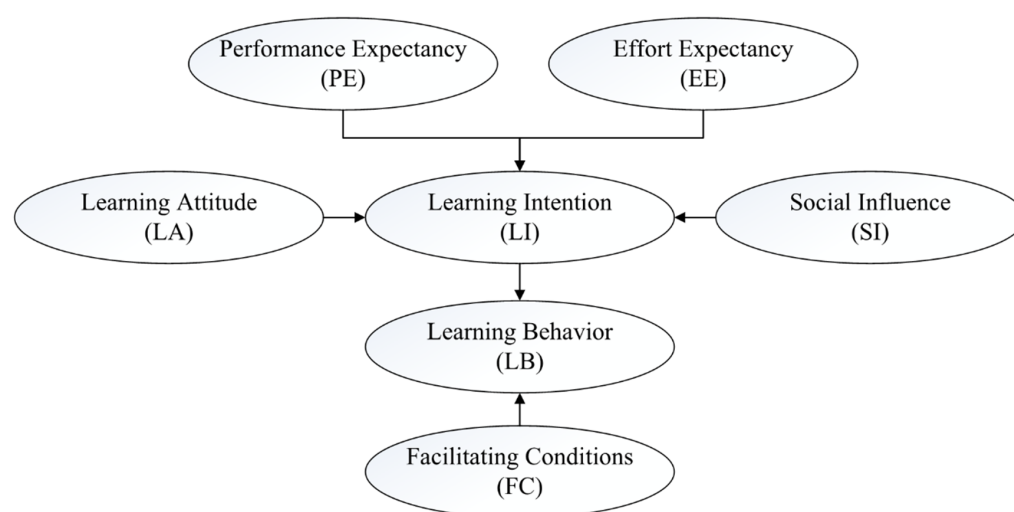 Performance Expectancy
(PE)
Effort Expectancy
(EE)
Learning Attitude
(LA)
Learning Intention
(LI)
Social Influence
(SI)
Learning Behavior
(LB)
Facilitating Conditions
(FC)